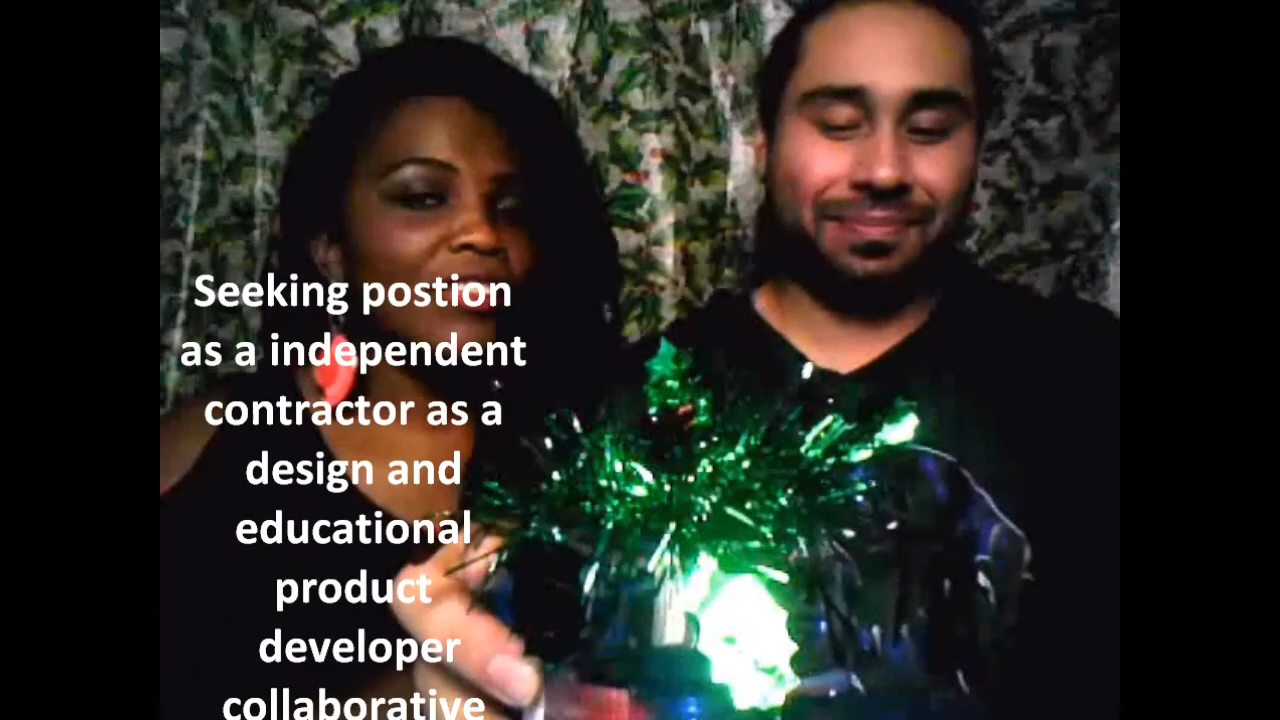 Seeking postion
as a independent
contractor as a
design and
educational
product
developer
collaborative